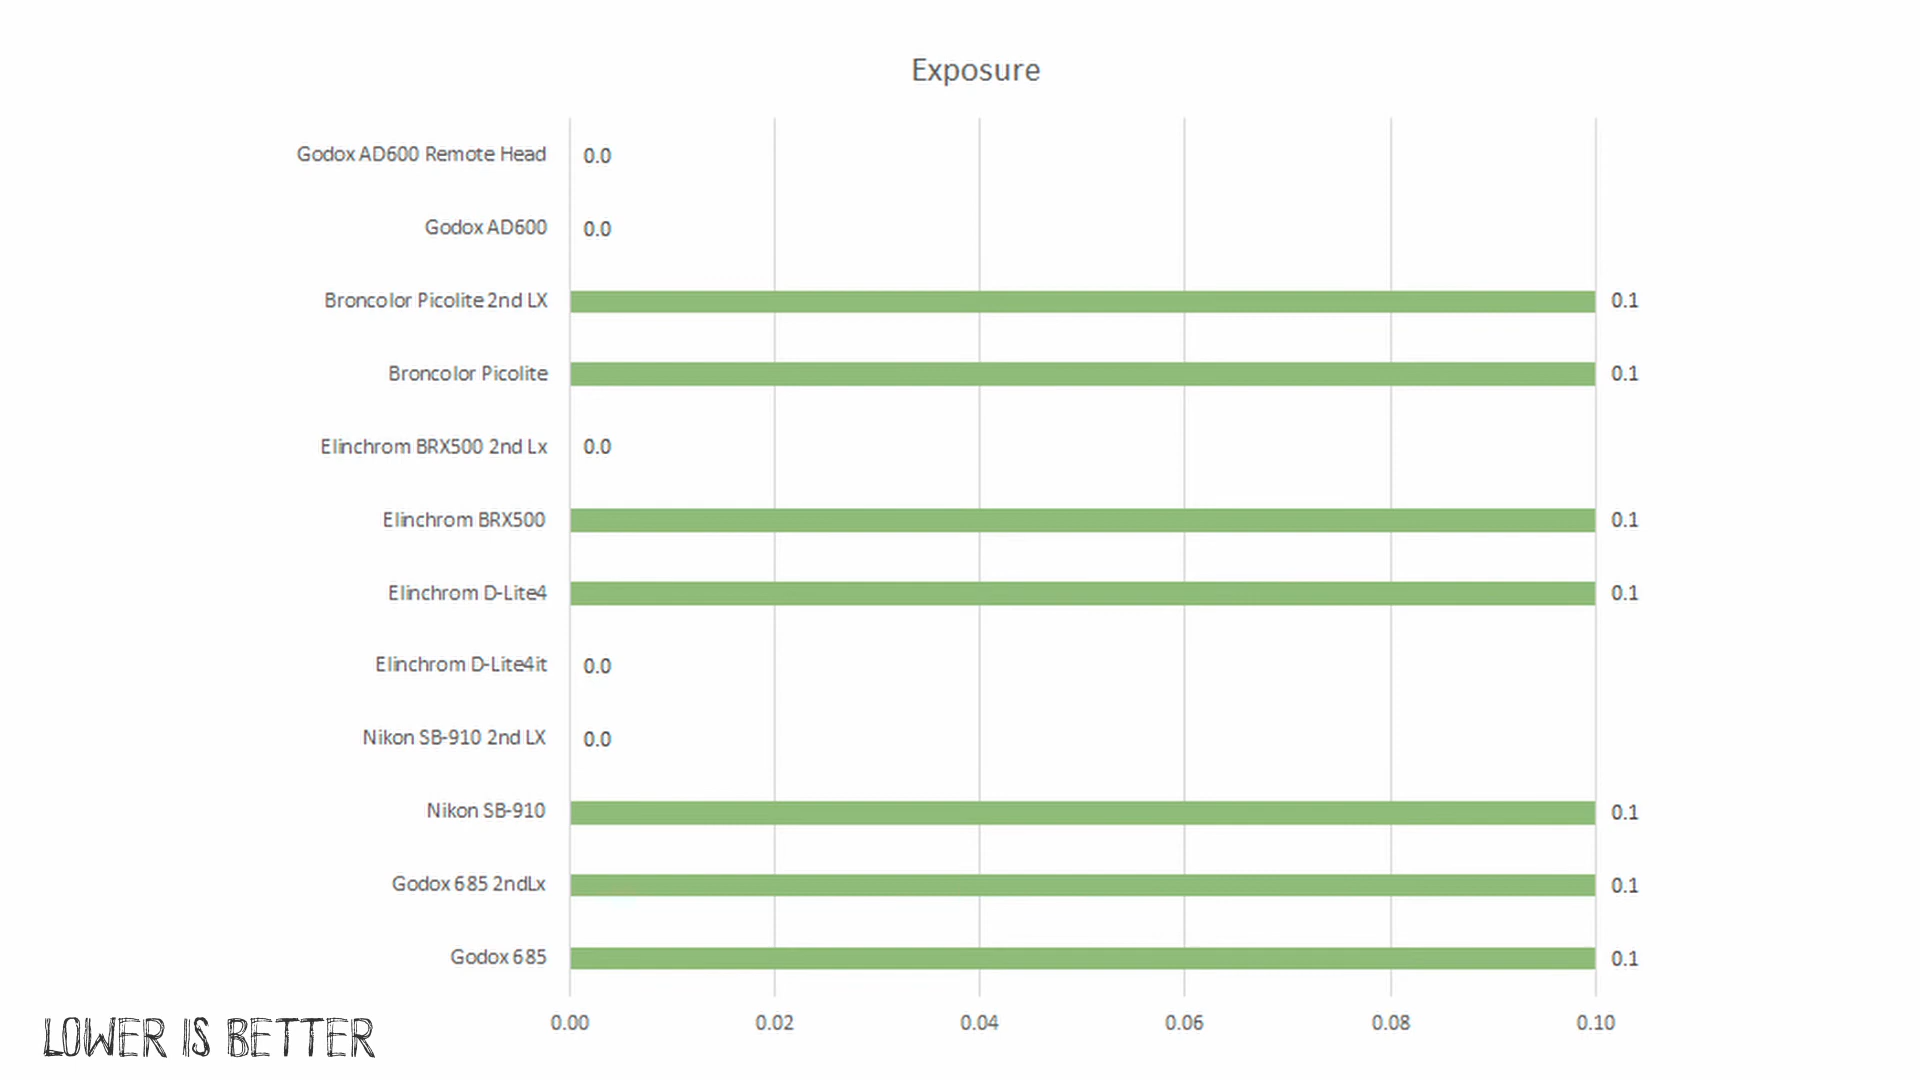 Exposure
Godox AD600 Remote Head 0.0
Godox AD600 0.0
Broncolor Picolite 2nd LX 0.1
Broncolor Picolite 0.1
Elinchrom BRX500 2nd Lx 0.0
Elinchrom BRX500 0.1
Elinchrom D-Lite4 0.1
Elinchrom D-Lite4it 0.0
Nikon SB-910 2nd LX 0.0
Nikon SB-910 0.1
Godox 685 2ndLx 0.1
Godox 685 0.1
0.00 0.02 0.04 0.06 0.08 0.10
LOWER IS BETTER